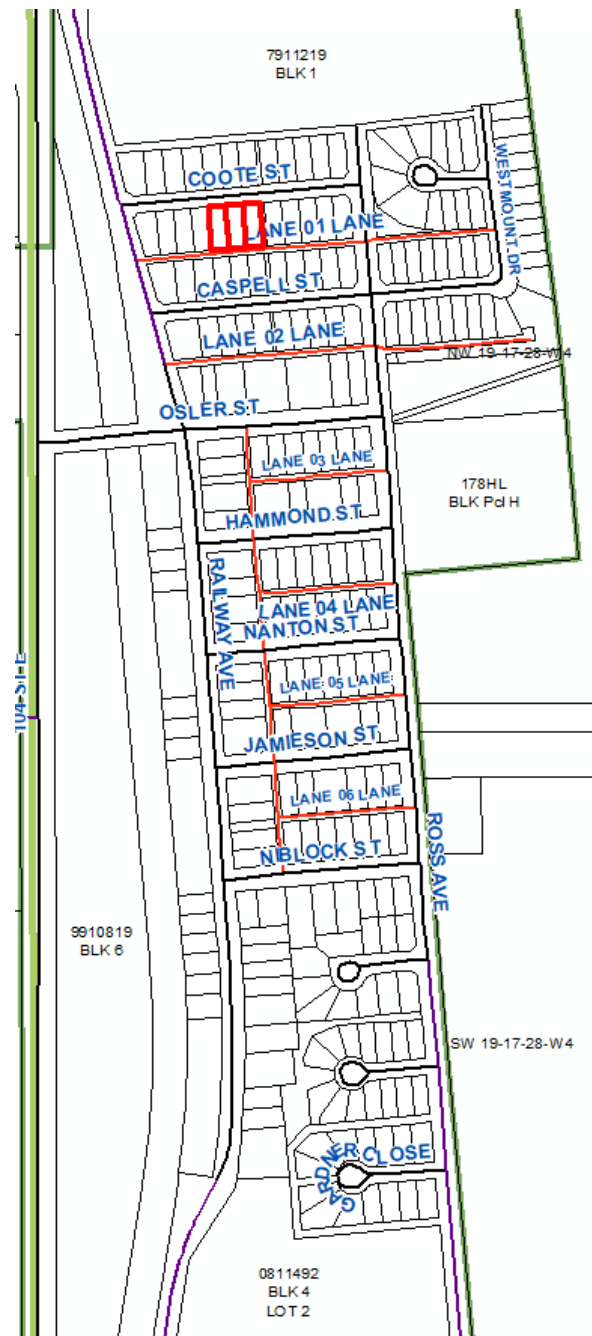 7911219
BLK 1
COOTE ST
WESTMOUNT DR
LANE 01 LANE
CASPELL ST
LANE 02 LANE
NW 19-17-28-W4
OSLER ST
LANE 03 LANE
178HL
BLK Pcl H
HAMMOND ST
RAILWAY AVE
LANE 04 LANE
NANTON ST
104 ST E
LANE 05 LANE
JAMIESON ST
LANE 06 LANE
NIBLOCK ST
ROSS AVE
9910819
BLK 6
SW 19-17-28-W4
GARDNER CLOSE
0811492
BLK 4
LOT 2